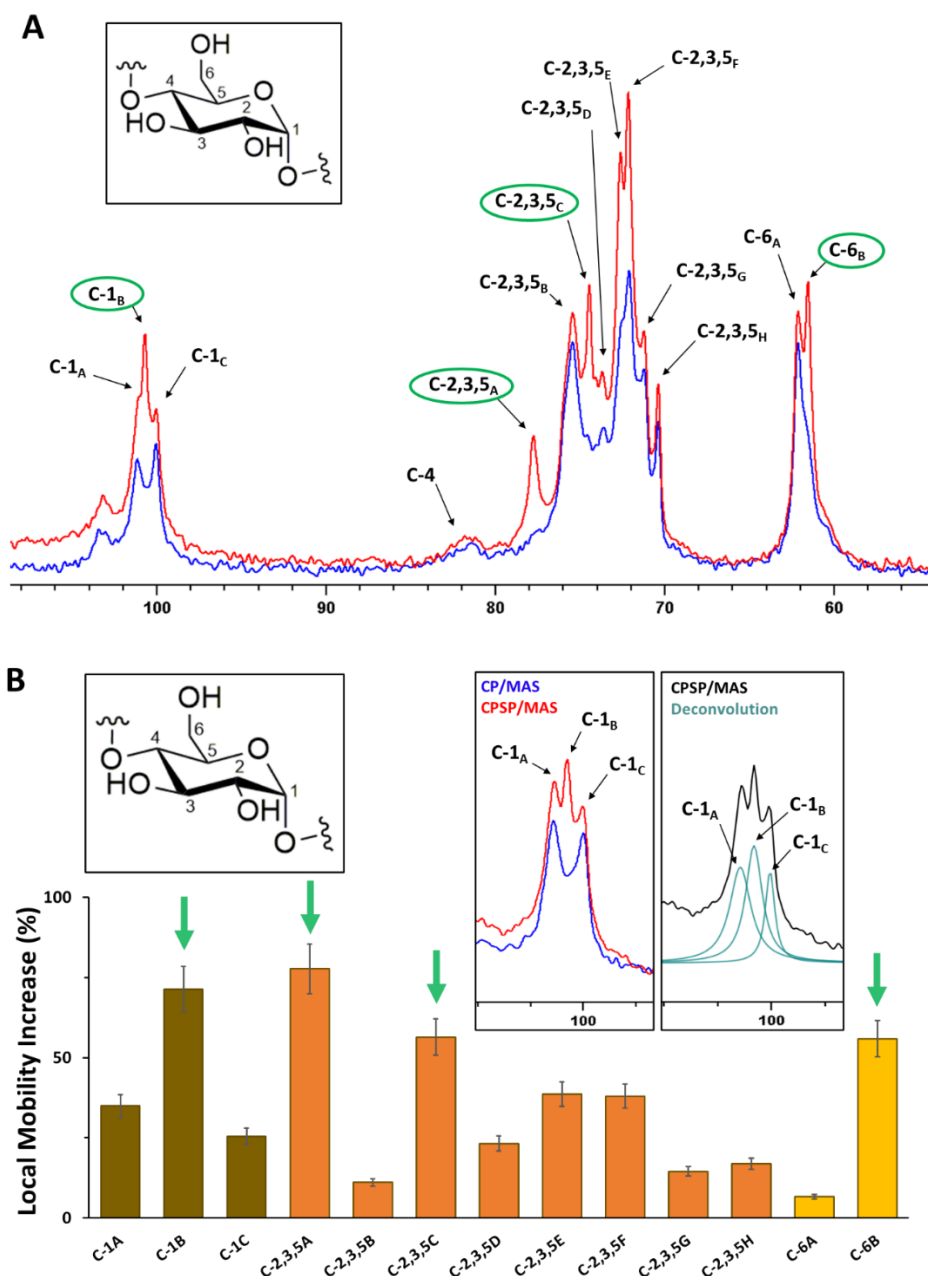 A
OH
6
4
5
O
O
2
1
HO
3
OH
O
C-2,3,5F
C-2,3,5E
C-2,3,5D
C-2,3,5C
C-2,3,5B
C-2,3,5G
C-2,3,5H
C-2,3,5A
C-4
C-6A
C-6B
C-1B
C-1A
C-1C
100
90
80
70
60
B
OH
6
4
5
O
O
2
1
HO
3
OH
O
CP/MAS
CPSP/MAS
C-1B
C-1A
C-1C
100
CPSP/MAS
Deconvolution
C-1A
C-1B
C-1C
100
Local Mobility Increase (%)
100
50
0
C-1A
C-1B
C-1C
C-2,3,5A
C-2,3,5B
C-2,3,5C
C-2,3,5D
C-2,3,5E
C-2,3,5F
C-2,3,5G
C-2,3,5H
C-6A
C-6B